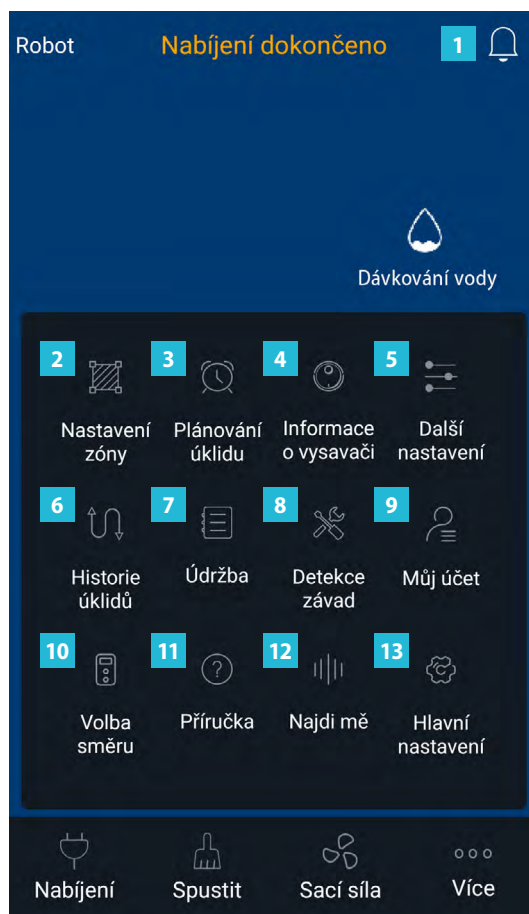 Robot Nabíjení dokončeno 1
Dávkování vody
2 3 4 5
Nastavení zóny
Plánování úklidu
Informace o vysavači
Další nastavení
6 7 8 9
Historie úklidů
Údržba
Detekce závad
Můj účet
10 11 12 13
?
Volba směru
Příručka
Najdi mě
Hlavní nastavení
Nabíjení Spustit Sací síla Více